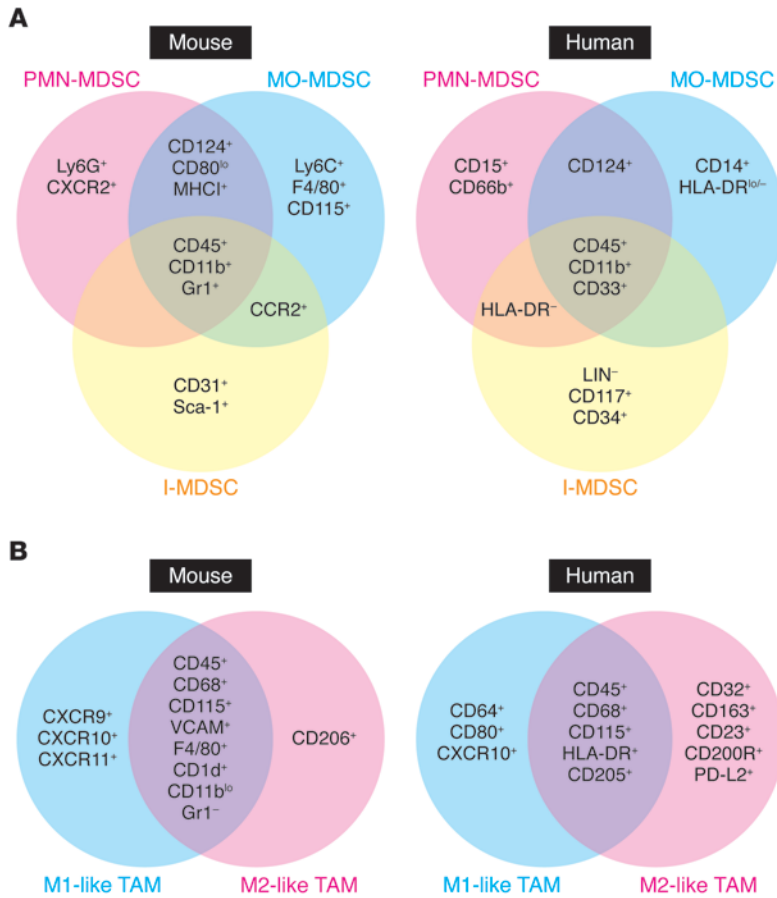 A
Mouse
Human
PMN-MDSC
MO-MDSC
PMN-MDSC
MO-MDSC
Ly6G⁺
CXCR2⁺
CD124⁺
CD80ˡᵒ
MHCI⁺
Ly6C⁺
F4/80⁺
CD115⁺
CD45⁺
CD11b⁺
Gr1⁺
CCR2⁺
CD31⁺
Sca-1⁺
I-MDSC
CD15⁺
CD66b⁺
CD124⁺
CD14⁺
HLA-DRˡᵒ/⁻
CD45⁺
CD11b⁺
CD33⁺
HLA-DR⁻
LIN⁻
CD117⁺
CD34⁺
I-MDSC
B
Mouse
Human
CXCR9⁺
CXCR10⁺
CXCR11⁺
CD45⁺
CD68⁺
CD115⁺
VCAM⁺
F4/80⁺
CD1d⁺
CD11bˡᵒ
Gr1⁻
CD206⁺
M1-like TAM
M2-like TAM
CD64⁺
CD80⁺
CXCR10⁺
CD45⁺
CD68⁺
CD115⁺
HLA-DR⁺
CD205⁺
CD32⁺
CD163⁺
CD23⁺
CD200R⁺
PD-L2⁺
M1-like TAM
M2-like TAM